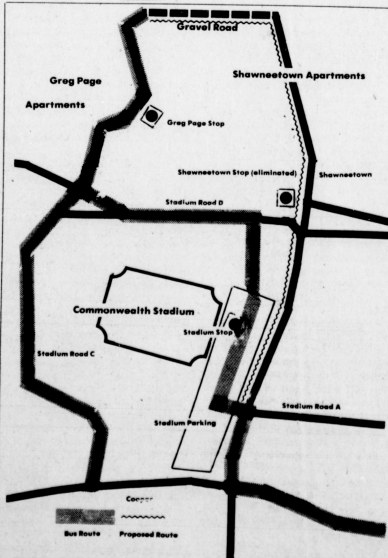 Gravel Road
Greg Page
Apartments
Shawneetown Apartments
Greg Page Stop
Shawneetown Stop (eliminated)
Shawneetown
Stadium Road D
Commonwealth Stadium
Stadium Stop
Stadium Road C
Stadium Road A
Stadium Parking
Cooper
Bus Route
Proposed Route